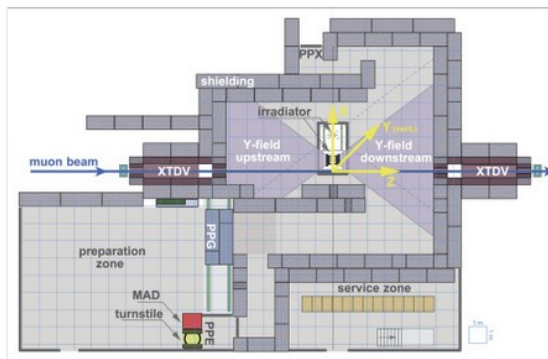 PPX
shielding
irradiator
X
Y (vert.)
Y-field
upstream
Y-field
downstream
muon beam
XTDV
XTDV
Z
PPG
preparation
zone
service zone
MAD
turnstile
PPE
1 m